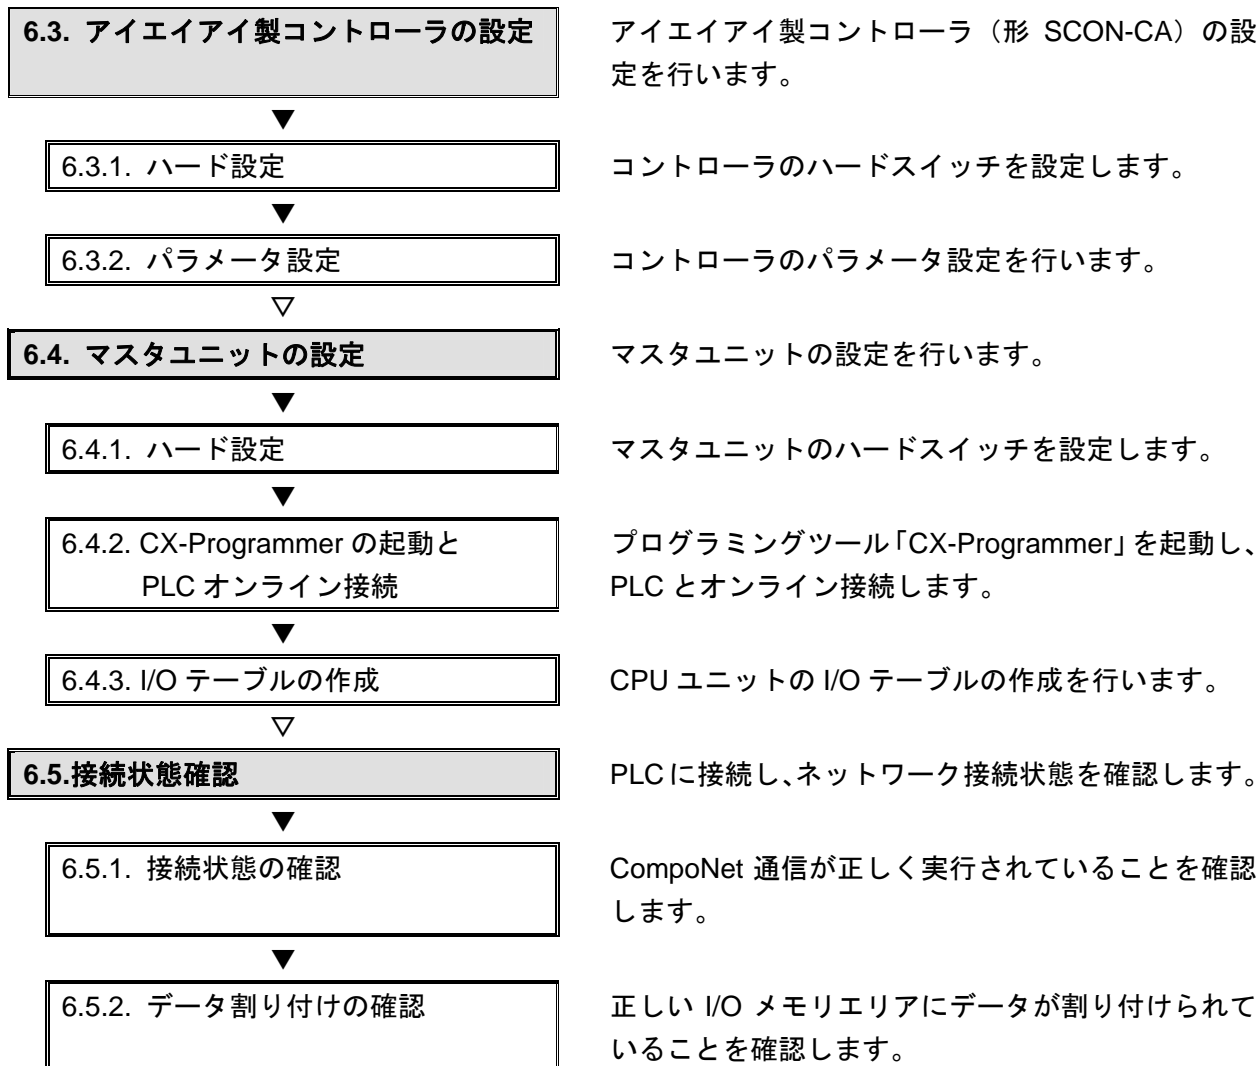 6.3. アイエイアイ製コントローラの設定
アイエイアイ製コントローラ（形 SCON-CA）の設
定を行います。
▼
6.3.1. ハード設定
コントローラのハードスイッチを設定します。
▼
6.3.2. パラメータ設定
コントローラのパラメータ設定を行います。
▽
6.4. マスタユニットの設定
マスタユニットの設定を行います。
▼
6.4.1. ハード設定
マスタユニットのハードスイッチを設定します。
▼
6.4.2. CX-Programmer の起動と
PLC オンライン接続
プログラミングツール「CX-Programmer」を起動し、
PLC とオンライン接続します。
▼
6.4.3. I/O テーブルの作成
CPU ユニットの I/O テーブルの作成を行います。
▽
6.5.接続状態確認
PLCに接続し、ネットワーク接続状態を確認します。
▼
6.5.1. 接続状態の確認
CompoNet 通信が正しく実行されていることを確認
します。
▼
6.5.2. データ割り付けの確認
正しい I/O メモリエリアにデータが割り付けられて
いることを確認します。